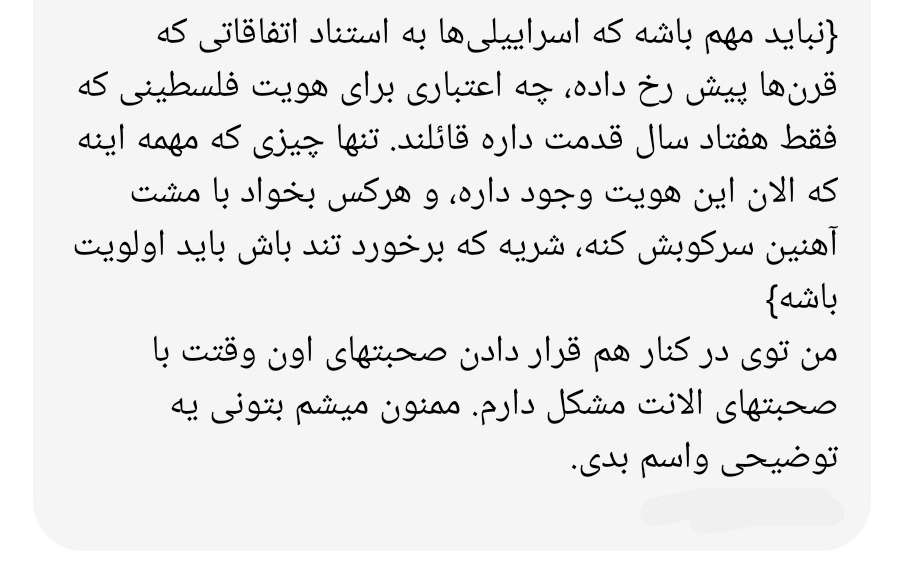 {نباید مهم باشه که اسراییلی‌ها به استناد اتفاقاتی که
قرن‌ها پیش رخ داده، چه اعتباری برای هویت فلسطینی که
فقط هفتاد سال قدمت داره قائلند. تنها چیزی که مهمه اینه
که الان این هویت وجود داره، و هرکس بخواد با مشت
آهنین سرکوبش کنه، شریه که برخورد تند باش باید اولویت
باشه}
من توی در کنار هم قرار دادن صحبتهای اون وقتت با
صحبتهای الانت مشکل دارم. ممنون میشم بتونی یه
توضیحی واسم بدی.